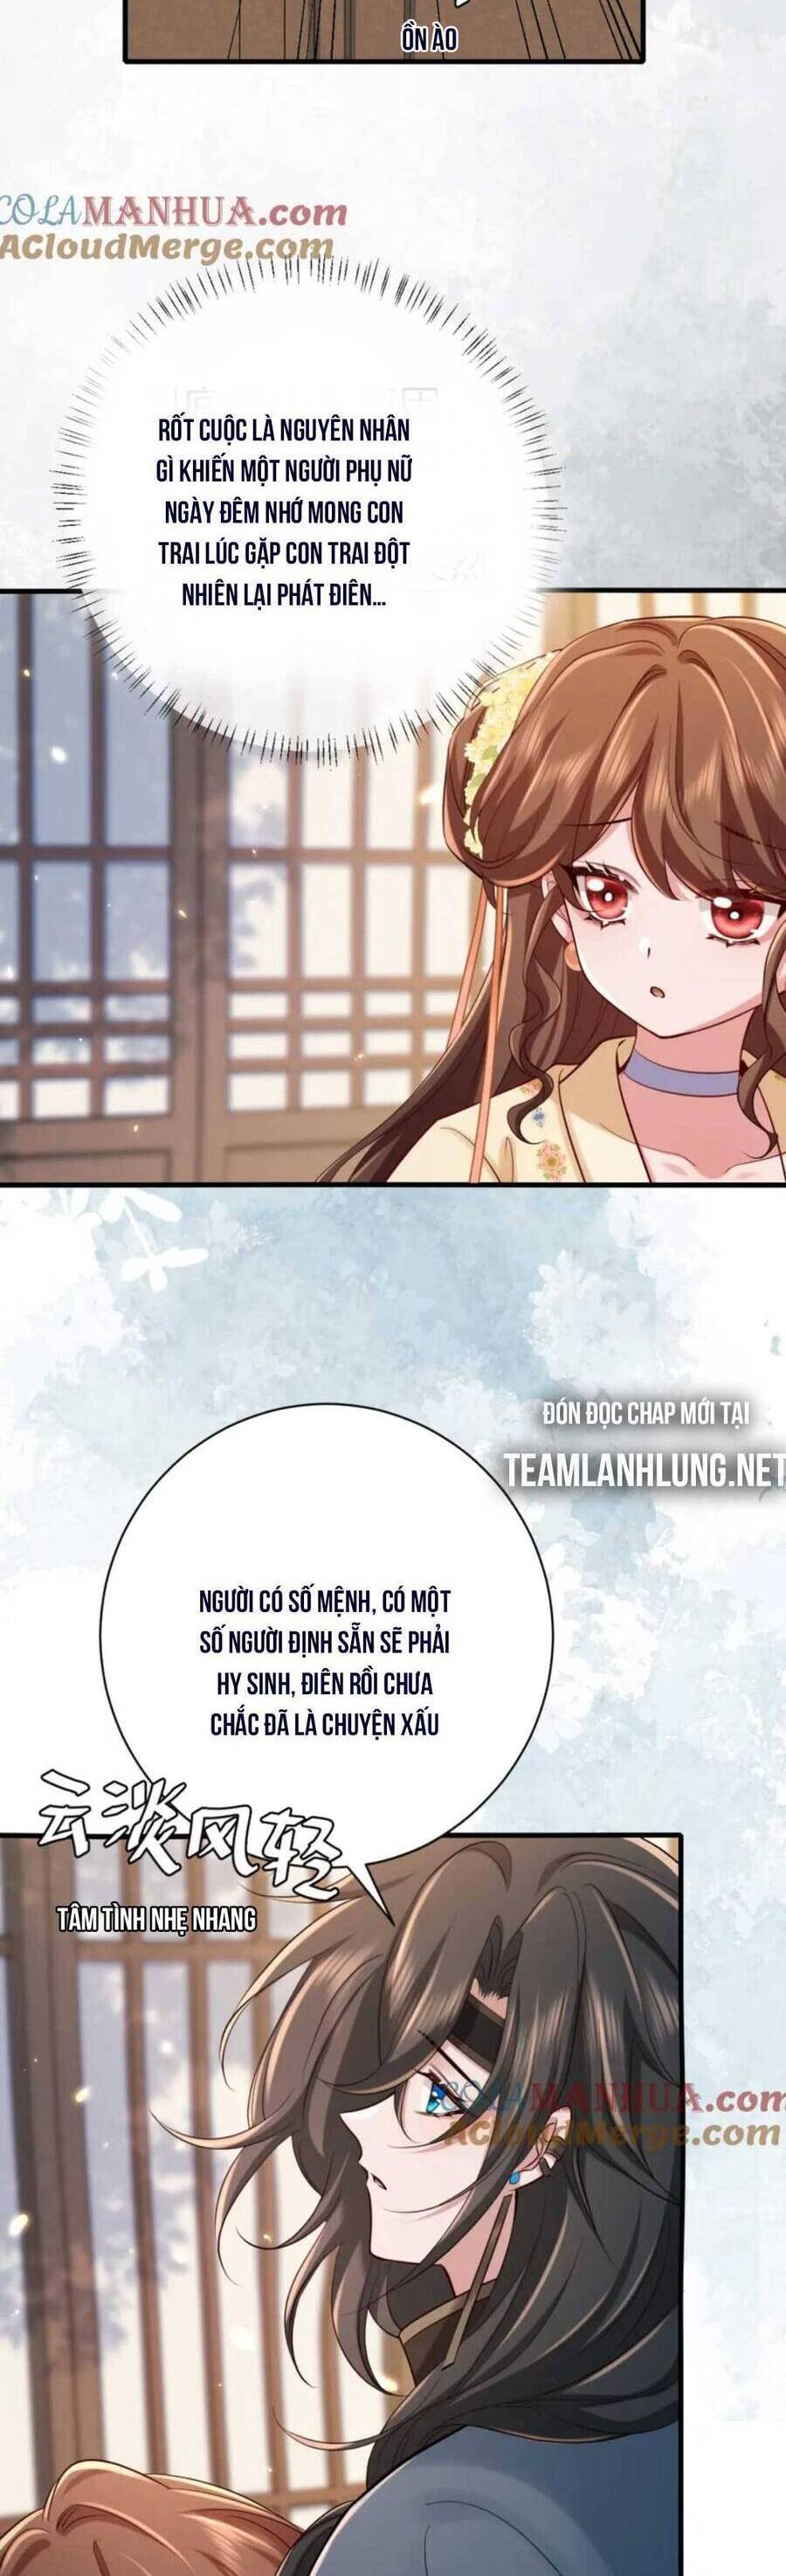 ỒN ÀO
COLAMANHUA.com
ACloudMerge.com
RỐT CUỘC LÀ NGUYÊN NHÂN
GÌ KHIẾN MỘT NGƯỜI PHỤ NỮ
NGÀY ĐÊM NHỚ MONG CON
TRAI LÚC GẶP CON TRAI ĐỘT
NHIÊN LẠI PHÁT ĐIÊN...
ĐÓN ĐỌC CHAP MỚI TẠI
TEAMLANHLUNG.NET
NGƯỜI CÓ SỐ MỆNH, CÓ MỘT
SỐ NGƯỜI ĐỊNH SẴN SẼ PHẢI
HY SINH, ĐIÊN RỒI CHƯA
CHẮC ĐÃ LÀ CHUYỆN XẤU
云淡风轻
TÂM TÌNH NHẸ NHANG
COLAMANHUA.com
ACloudMerge.com